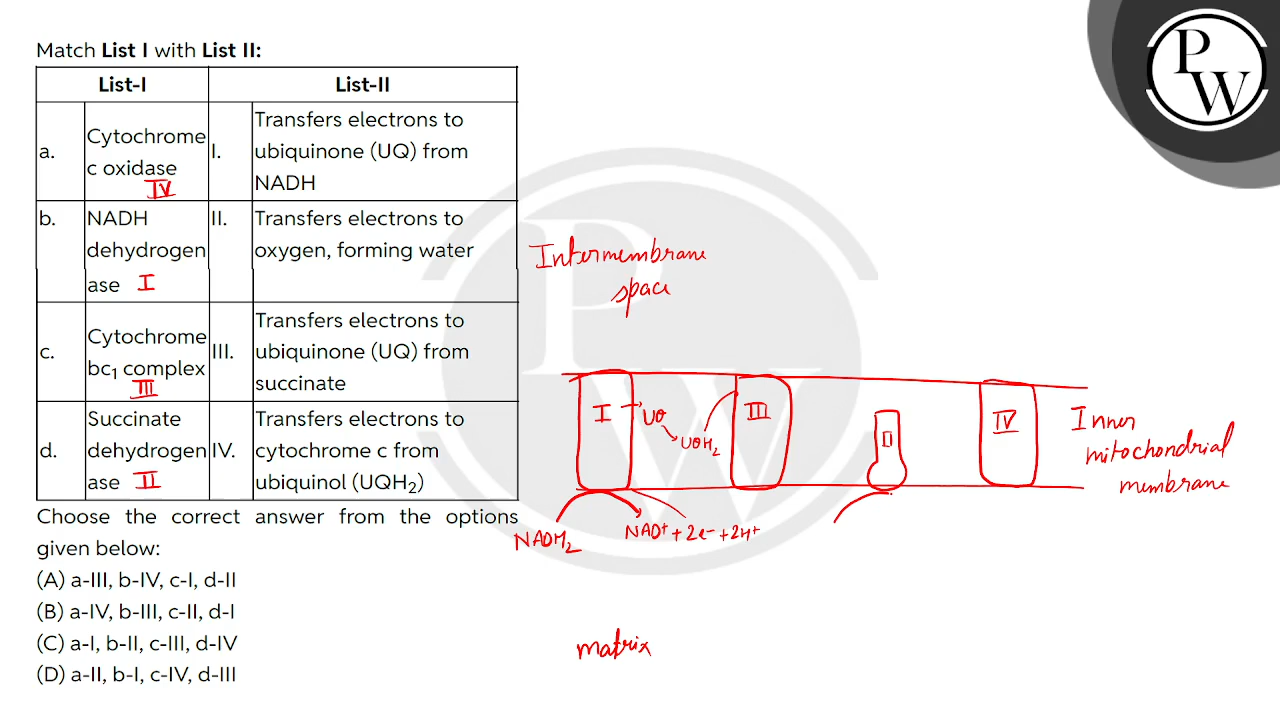 Match List I with List II:
List-I List-II
a. Cytochrome c oxidase IV I. Transfers electrons to ubiquinone (UQ) from NADH
b. NADH dehydrogen ase I II. Transfers electrons to oxygen, forming water
c. Cytochrome bc₁ complex III III. Transfers electrons to ubiquinone (UQ) from succinate
d. Succinate dehydrogen ase II IV. Transfers electrons to cytochrome c from ubiquinol (UQH₂)
Choose the correct answer from the options
given below:
(A) a-III, b-IV, c-I, d-II
(B) a-IV, b-III, c-II, d-I
(C) a-I, b-II, c-III, d-IV
(D) a-II, b-I, c-IV, d-III
P
W
Intermembrane
space
I
UQ
UQH₂
III
II
IV
Inner
mitochondrial
membrane
NADH₂
NAD⁺ + 2e⁻ + 2H⁺
matrix
P
W